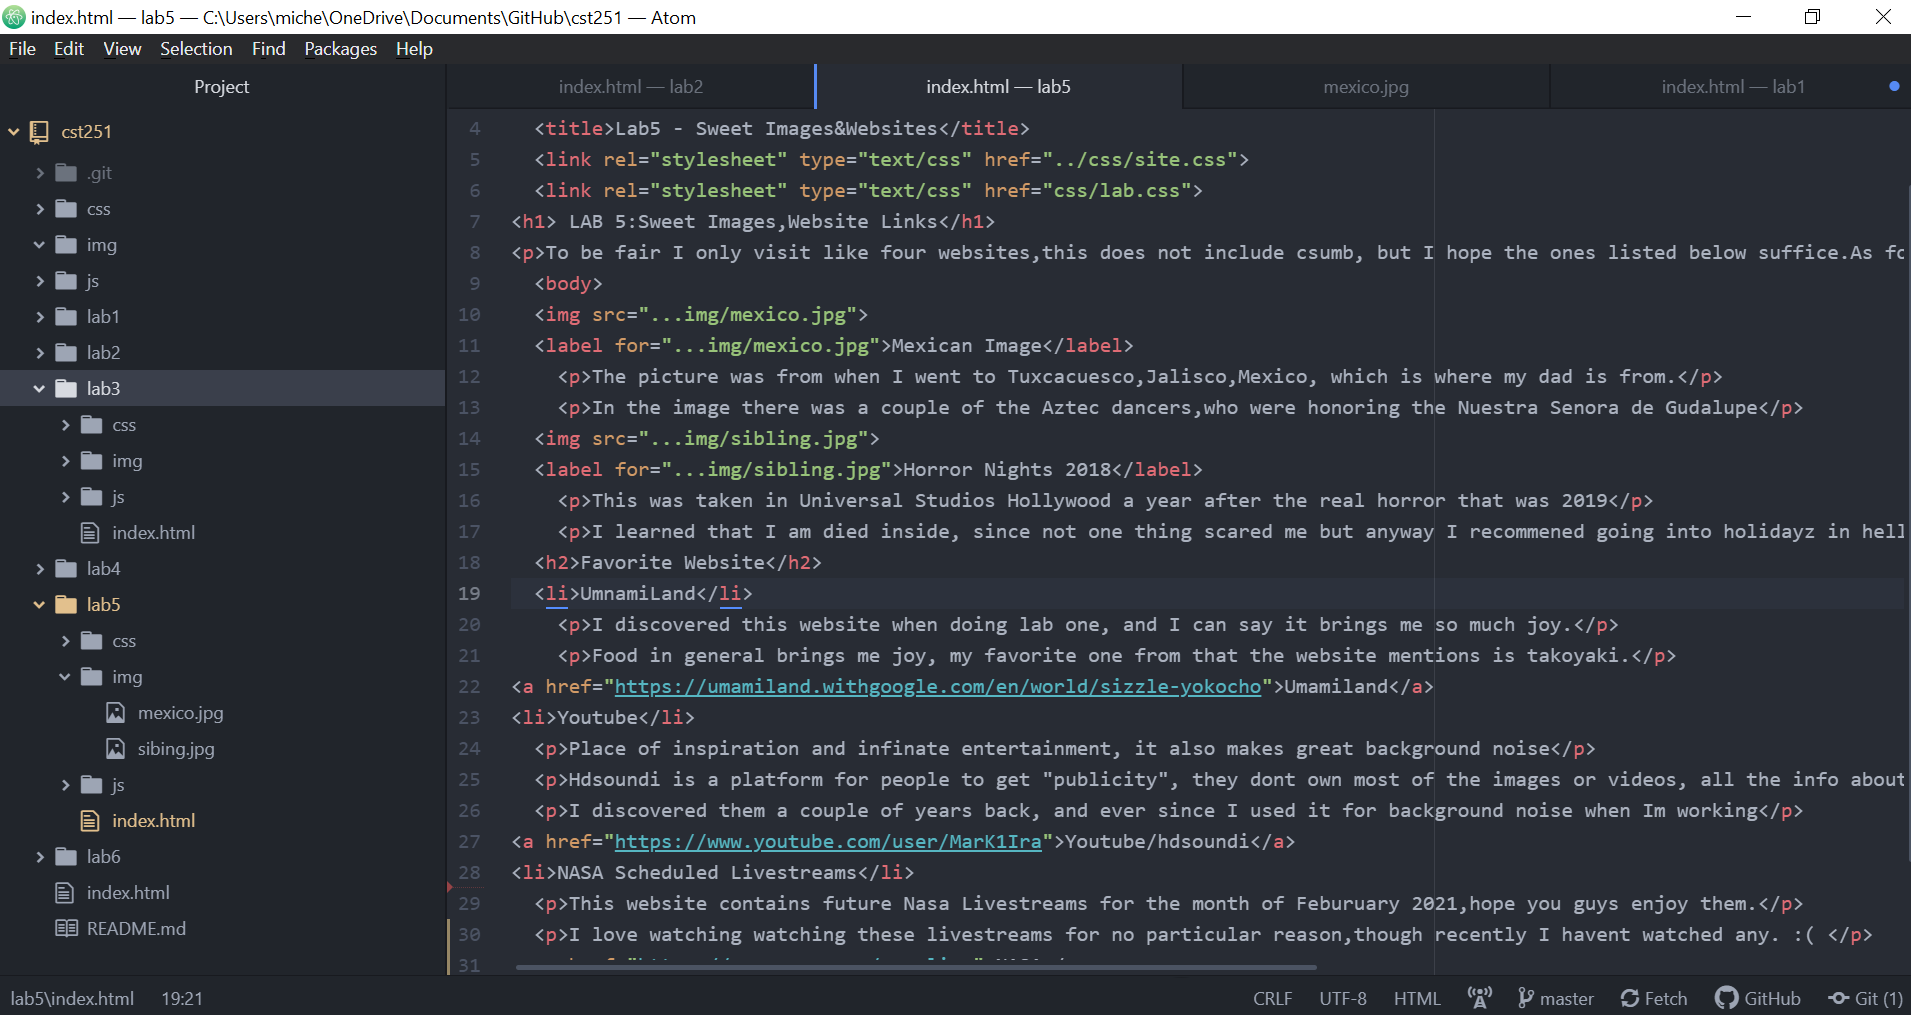 index.html — lab5 — C:\Users\miche\OneDrive\Documents\GitHub\cst251 — Atom
File Edit View Selection Find Packages Help
Project
index.html — lab2
index.html — lab5
mexico.jpg
index.html — lab1
cst251
.git
css
img
js
lab1
lab2
lab3
css
img
js
index.html
lab4
lab5
css
img
mexico.jpg
sibing.jpg
js
index.html
lab6
index.html
README.md
4 <title>Lab5 - Sweet Images&Websites</title>
5 <link rel="stylesheet" type="text/css" href="../css/site.css">
6 <link rel="stylesheet" type="text/css" href="css/lab.css">
7 <h1> LAB 5:Sweet Images,Website Links</h1>
8 <p>To be fair I only visit like four websites,this does not include csumb, but I hope the ones listed below suffice.As fo
9 <body>
10 <img src="...img/mexico.jpg">
11 <label for="...img/mexico.jpg">Mexican Image</label>
12 <p>The picture was from when I went to Tuxcacuesco,Jalisco,Mexico, which is where my dad is from.</p>
13 <p>In the image there was a couple of the Aztec dancers,who were honoring the Nuestra Senora de Gudalupe</p>
14 <img src="...img/sibling.jpg">
15 <label for="...img/sibling.jpg">Horror Nights 2018</label>
16 <p>This was taken in Universal Studios Hollywood a year after the real horror that was 2019</p>
17 <p>I learned that I am died inside, since not one thing scared me but anyway I recommened going into holidayz in hell
18 <h2>Favorite Website</h2>
19 <li>UmnamiLand</li>
20 <p>I discovered this website when doing lab one, and I can say it brings me so much joy.</p>
21 <p>Food in general brings me joy, my favorite one from that the website mentions is takoyaki.</p>
22 <a href="https://umamiland.withgoogle.com/en/world/sizzle-yokocho">Umamiland</a>
23 <li>Youtube</li>
24 <p>Place of inspiration and infinate entertainment, it also makes great background noise</p>
25 <p>Hdsoundi is a platform for people to get "publicity", they dont own most of the images or videos, all the info about
26 <p>I discovered them a couple of years back, and ever since I used it for background noise when Im working</p>
27 <a href="https://www.youtube.com/user/MarK1Ira">Youtube/hdsoundi</a>
28 <li>NASA Scheduled Livestreams</li>
29 <p>This website contains future Nasa Livestreams for the month of Feburuary 2021,hope you guys enjoy them.</p>
30 <p>I love watching watching these livestreams for no particular reason,though recently I havent watched any. :( </p>
31
lab5\index.html 19:21
CRLF UTF-8 HTML master Fetch GitHub Git (1)